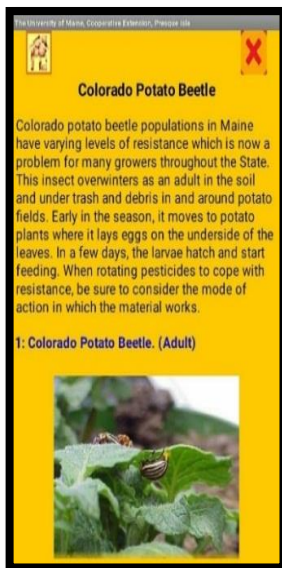 The University of Maine, Cooperative Extension, Presque Isle
Colorado Potato Beetle
Colorado potato beetle populations in Maine
have varying levels of resistance which is now a
problem for many growers throughout the State.
This insect overwinters as an adult in the soil
and under trash and debris in and around potato
fields. Early in the season, it moves to potato
plants where it lays eggs on the underside of the
leaves. In a few days, the larvae hatch and start
feeding. When rotating pesticides to cope with
resistance, be sure to consider the mode of
action in which the material works.
1: Colorado Potato Beetle. (Adult)